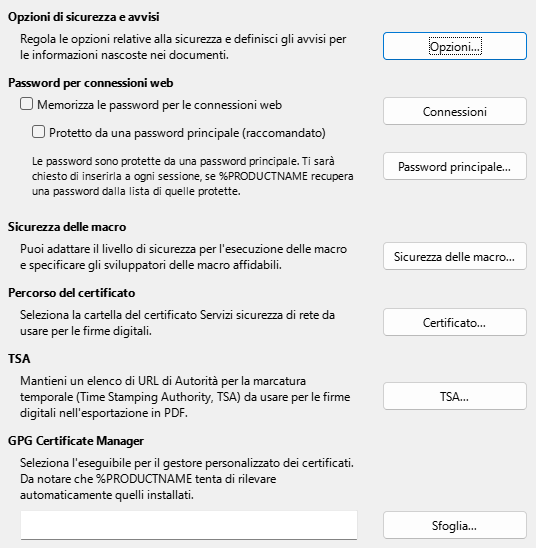 Opzioni di sicurezza e avvisi
Regola le opzioni relative alla sicurezza e definisci gli avvisi per
le informazioni nascoste nei documenti.
Opzioni...
Password per connessioni web
Memorizza le password per le connessioni web
Connessioni
Protetto da una password principale (raccomandato)
Le password sono protette da una password principale. Ti sarà
chiesto di inserirla a ogni sessione, se %PRODUCTNAME recupera
una password dalla lista di quelle protette.
Password principale...
Sicurezza delle macro
Puoi adattare il livello di sicurezza per l'esecuzione delle macro
e specificare gli sviluppatori delle macro affidabili.
Sicurezza delle macro...
Percorso del certificato
Seleziona la cartella del certificato Servizi sicurezza di rete da
usare per le firme digitali.
Certificato...
TSA
Mantieni un elenco di URL di Autorità per la marcatura
temporale (Time Stamping Authority, TSA) da usare per le firme
digitali nell'esportazione in PDF.
TSA...
GPG Certificate Manager
Seleziona l'eseguibile per il gestore personalizzato dei certificati.
Da notare che %PRODUCTNAME tenta di rilevare
automaticamente quelli installati.
Sfoglia...